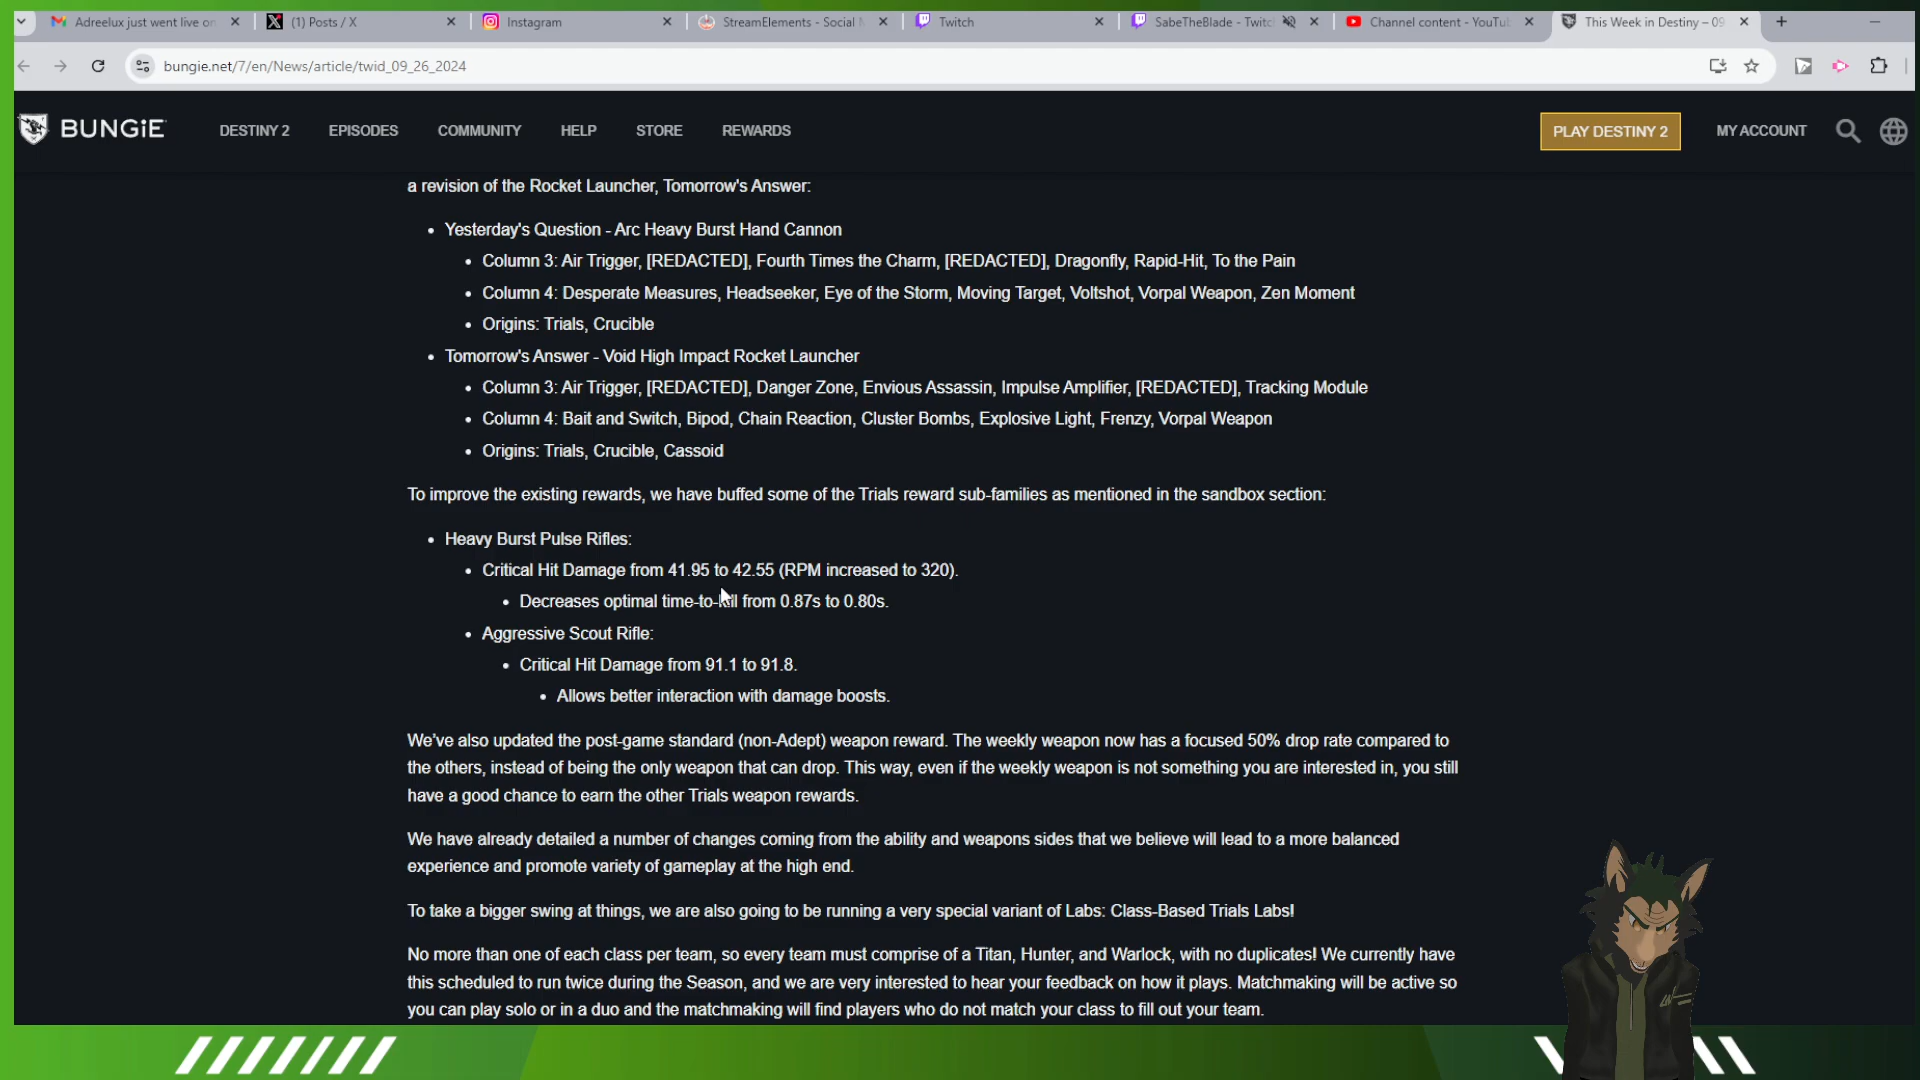 Adreelux just went live on
(1) Posts / X
Instagram
StreamElements - Social M
Twitch
SabeTheBlade - Twitc
Channel content - YouTu
This Week in Destiny – 09
bungie.net/7/en/News/article/twid_09_26_2024
BUNGiE
DESTINY 2
EPISODES
COMMUNITY
HELP
STORE
REWARDS
PLAY DESTINY 2
MY ACCOUNT
a revision of the Rocket Launcher, Tomorrow's Answer:
• Yesterday's Question - Arc Heavy Burst Hand Cannon
• Column 3: Air Trigger, [REDACTED], Fourth Times the Charm, [REDACTED], Dragonfly, Rapid-Hit, To the Pain
• Column 4: Desperate Measures, Headseeker, Eye of the Storm, Moving Target, Voltshot, Vorpal Weapon, Zen Moment
• Origins: Trials, Crucible
• Tomorrow's Answer - Void High Impact Rocket Launcher
• Column 3: Air Trigger, [REDACTED], Danger Zone, Envious Assassin, Impulse Amplifier, [REDACTED], Tracking Module
• Column 4: Bait and Switch, Bipod, Chain Reaction, Cluster Bombs, Explosive Light, Frenzy, Vorpal Weapon
• Origins: Trials, Crucible, Cassoid
To improve the existing rewards, we have buffed some of the Trials reward sub-families as mentioned in the sandbox section:
• Heavy Burst Pulse Rifles:
• Critical Hit Damage from 41.95 to 42.55 (RPM increased to 320).
• Decreases optimal time-to-kill from 0.87s to 0.80s.
• Aggressive Scout Rifle:
• Critical Hit Damage from 91.1 to 91.8.
• Allows better interaction with damage boosts.
We've also updated the post-game standard (non-Adept) weapon reward. The weekly weapon now has a focused 50% drop rate compared to
the others, instead of being the only weapon that can drop. This way, even if the weekly weapon is not something you are interested in, you still
have a good chance to earn the other Trials weapon rewards.
We have already detailed a number of changes coming from the ability and weapons sides that we believe will lead to a more balanced
experience and promote variety of gameplay at the high end.
To take a bigger swing at things, we are also going to be running a very special variant of Labs: Class-Based Trials Labs!
No more than one of each class per team, so every team must comprise of a Titan, Hunter, and Warlock, with no duplicates! We currently have
this scheduled to run twice during the Season, and we are very interested to hear your feedback on how it plays. Matchmaking will be active so
you can play solo or in a duo and the matchmaking will find players who do not match your class to fill out your team.